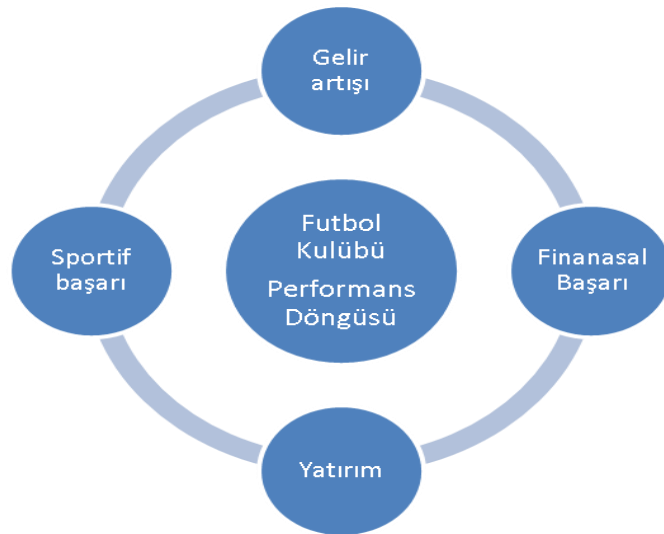 Gelir
artışı
Futbol
Kulübü
Performans
Döngüsü
Sportif
başarı
Finanasal
Başarı
Yatırım